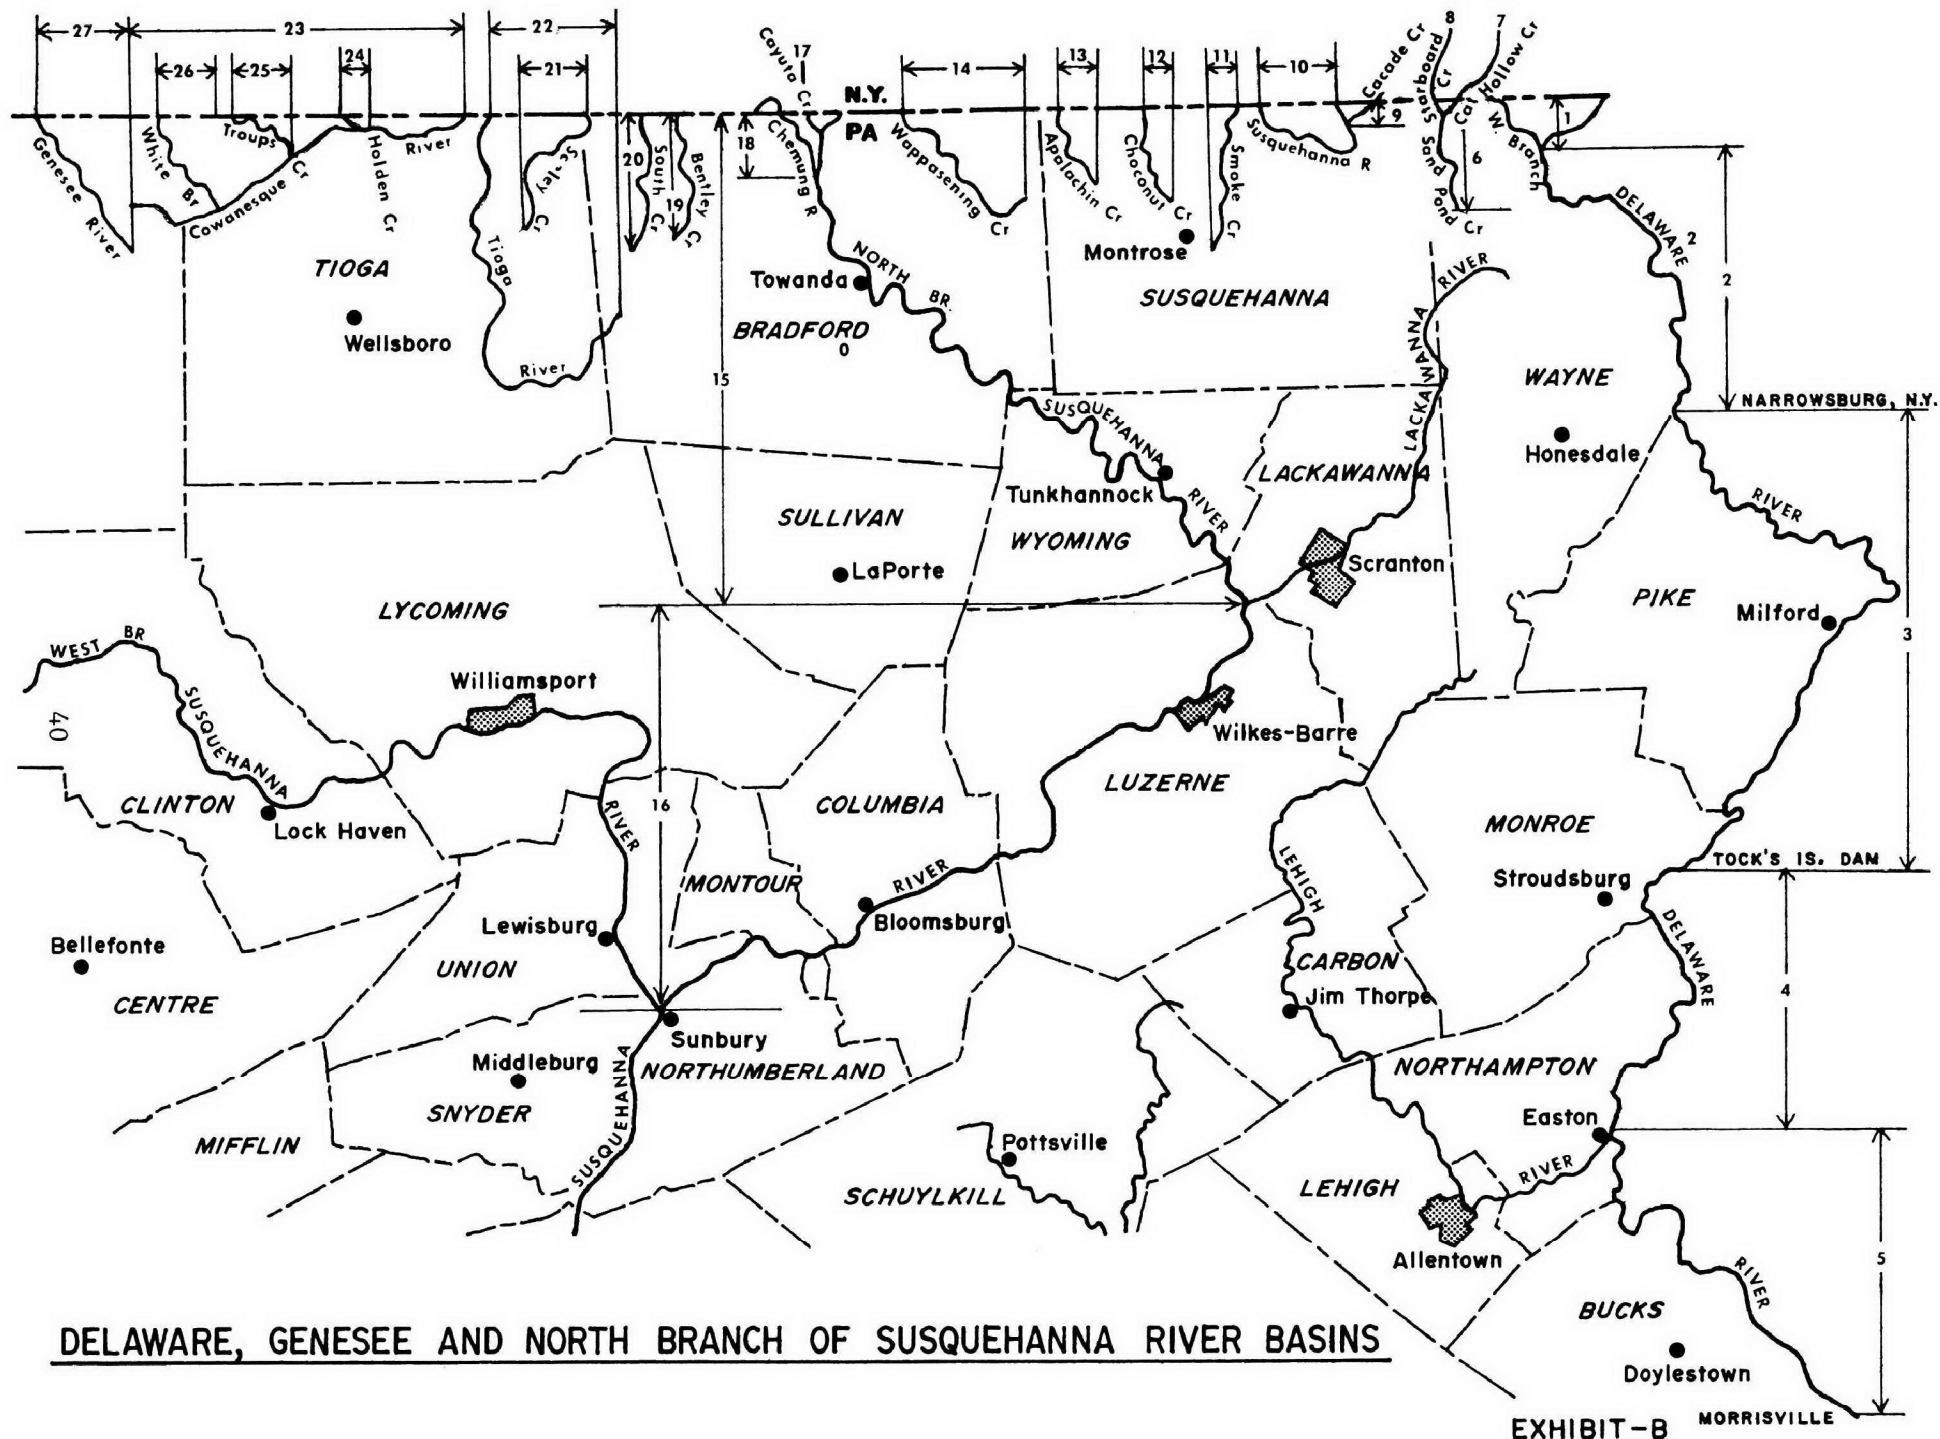 27
23
22
26
25
24
21
Cayuta Cr
17
14
13
12
11
10
Cascade Cr
9
8
Starboard Cr
7
Cat Hollow Cr
N.Y.
PA
Genesee River
White Br
Troups Cr
Cowanesque
Holden Cr
River
Seeley Cr
20
South Cr
19
Bentley Cr
18
Chemung R
Wappasening Cr
Apalachin Cr
Choconut Cr
Smoke Cr
Susquehanna R
Sand Pond Cr
6
W. Branch
1
DELAWARE
2
2
TIOGA
Tioga
River
Wellsboro
Towanda
NORTH BR.
BRADFORD
0
15
Montrose
SUSQUEHANNA
LACKAWANNA RIVER
WAYNE
NARROWSBURG, N.Y.
Honesdale
SUSQUEHANNA
RIVER
Tunkhannock
LACKAWANNA
SULLIVAN
WYOMING
LaPorte
Scranton
RIVER
PIKE
Milford
3
LYCOMING
WEST BR
SUSQUEHANNA
Williamsport
40
Wilkes-Barre
CLINTON
Lock Haven
RIVER
16
COLUMBIA
LUZERNE
MONROE
TOCK'S IS. DAM
Stroudsburg
MONTOUR
RIVER
Bloomsburg
LEHIGH
Lewisburg
Bellefonte
UNION
CENTRE
CARBON
Jim Thorpe
DELAWARE
4
Sunbury
Middleburg
NORTHUMBERLAND
SNYDER
SUSQUEHANNA
MIFFLIN
NORTHAMPTON
Easton
Pottsville
SCHUYLKILL
LEHIGH
RIVER
Allentown
5
RIVER
BUCKS
Doylestown
DELAWARE, GENESEE AND NORTH BRANCH OF SUSQUEHANNA RIVER BASINS
MORRISVILLE
EXHIBIT-B